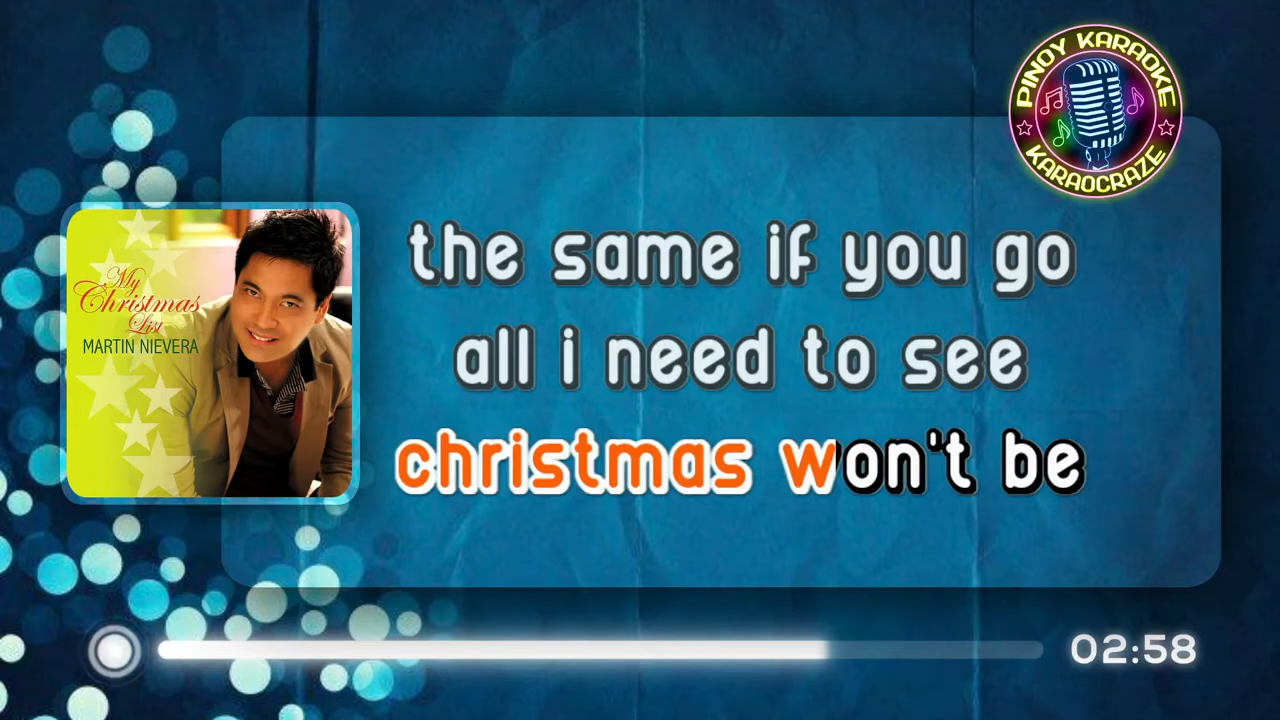 PINOY KARAOKE
KARAOCRAZE
My
Christmas
List
MARTIN NIEVERA
the same if you go
all i need to see
christmas won't be
02:58